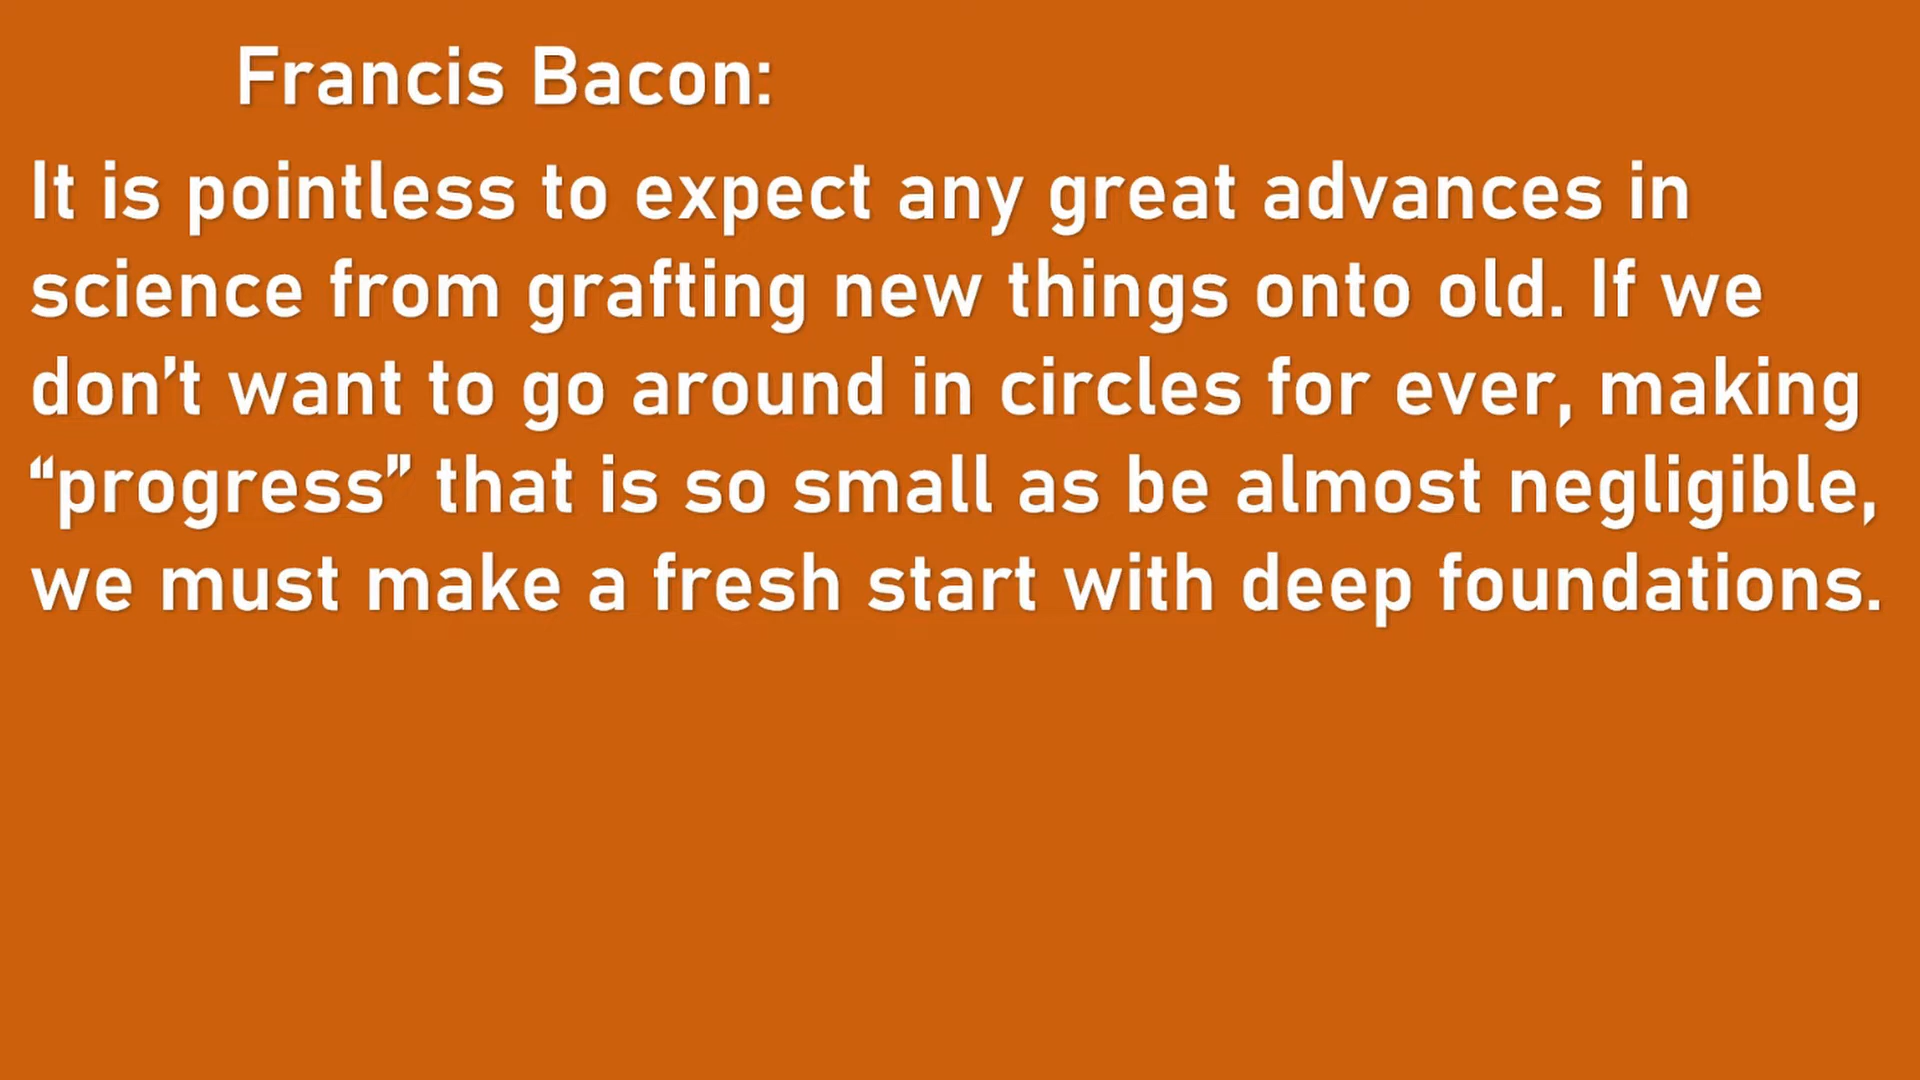 Francis Bacon:
It is pointless to expect any great advances in
science from grafting new things onto old. If we
don’t want to go around in circles for ever, making
“progress” that is so small as be almost negligible,
we must make a fresh start with deep foundations.